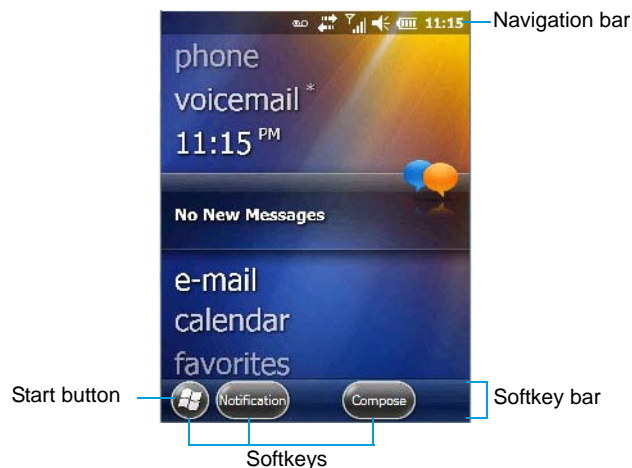 11:15
Navigation bar
phone
voicemail *
11:15 PM
No New Messages
e-mail
calendar
favorites
Start button
Notification
Compose
Softkey bar
Softkeys